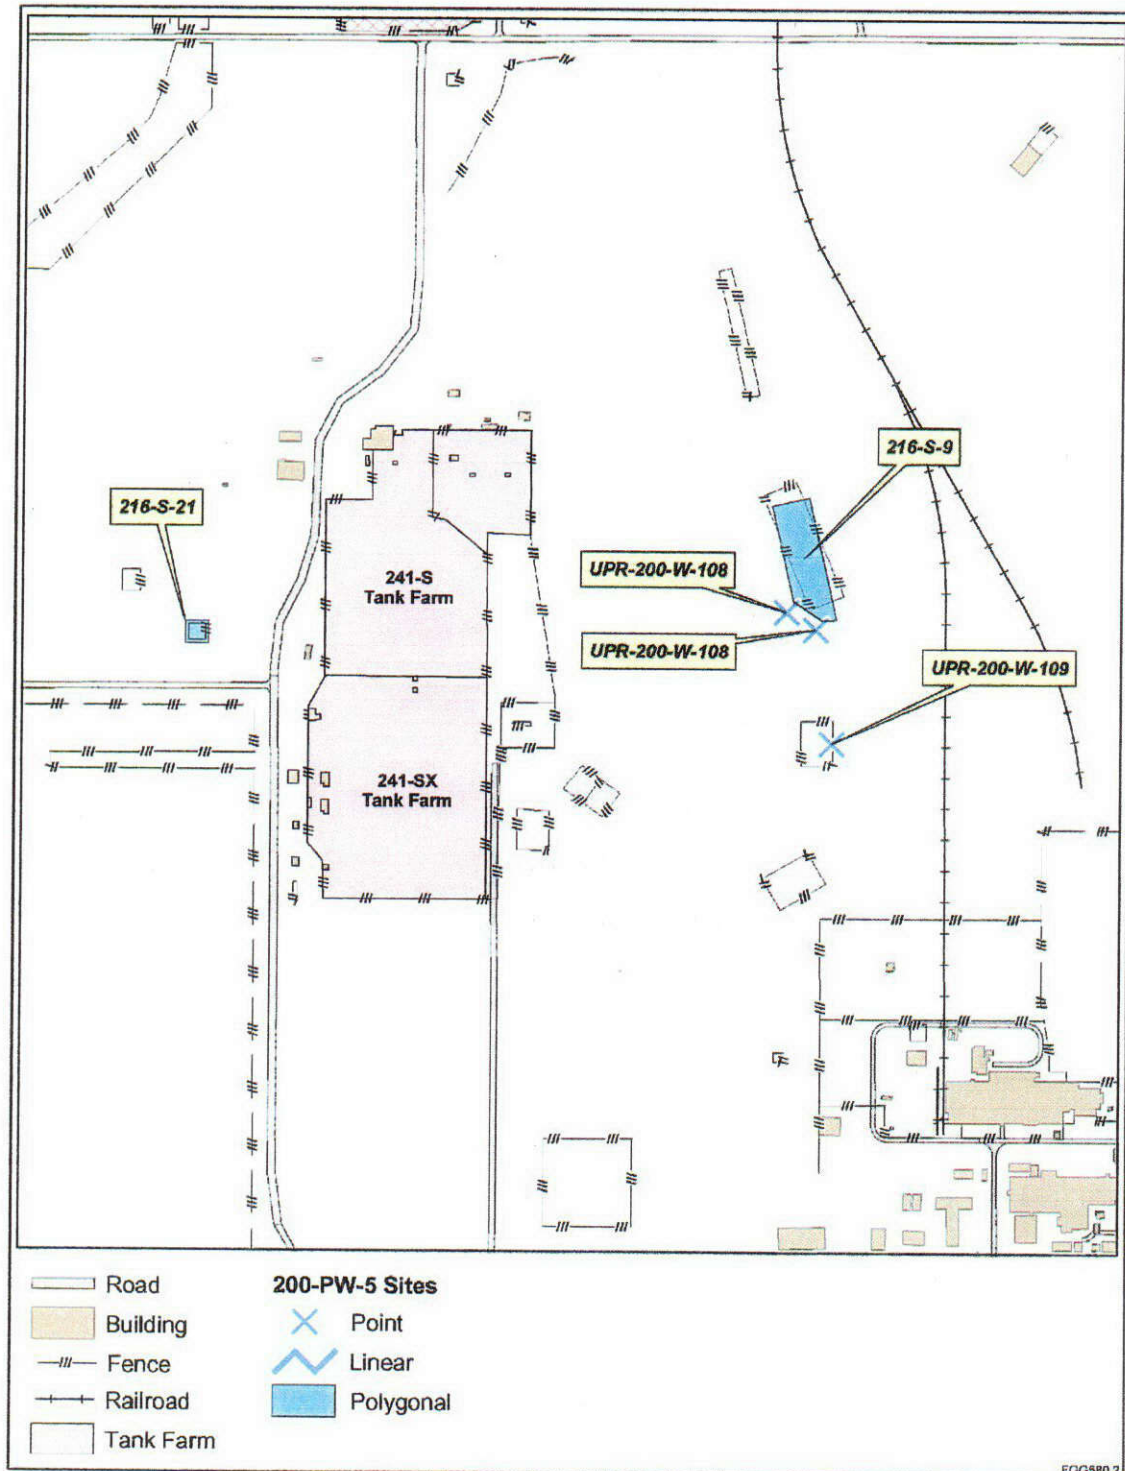 216-S-9
216-S-21
241-S
Tank Farm
UPR-200-W-108
UPR-200-W-108
UPR-200-W-109
241-SX
Tank Farm
Road
Building
Fence
Railroad
Tank Farm
200-PW-5 Sites
Point
Linear
Polygonal